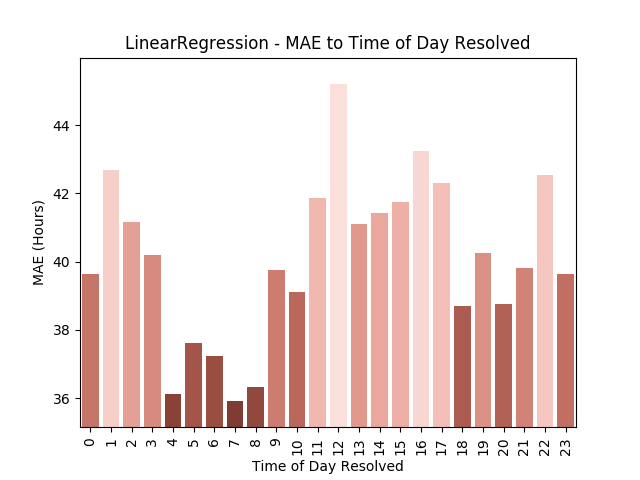 LinearRegression - MAE to Time of Day Resolved
MAE (Hours)
44
42
40
38
36
0 1 2 3 4 5 6 7 8 9 10 11 12 13 14 15 16 17 18 19 20 21 22 23
Time of Day Resolved